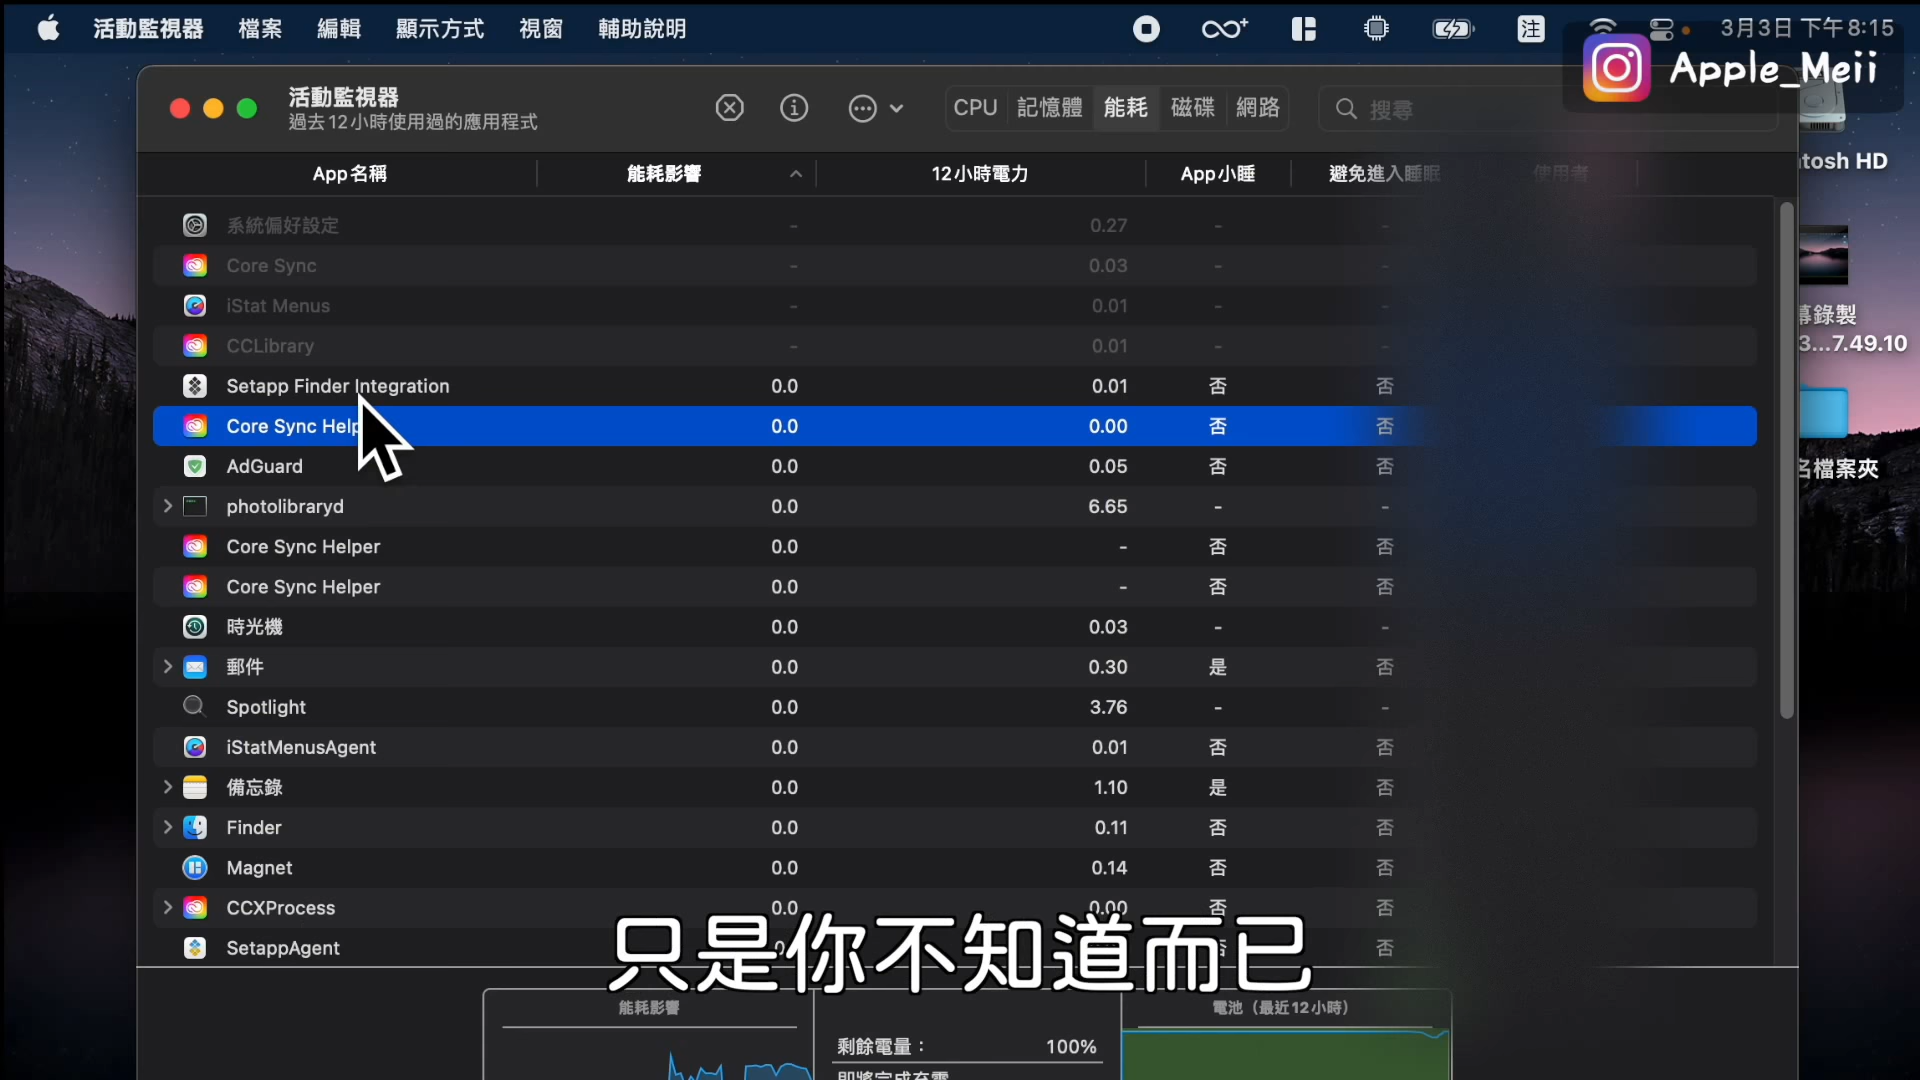 活動監視器 檔案 編輯 顯示方式 視窗 輔助說明 注 3月3日 下午8:15
Apple_Meii
活動監視器
過去12小時使用過的應用程式
CPU 記憶體 能耗 磁碟 網路 搜尋
tosh HD
App名稱 能耗影響 12小時電力 App小睡 避免進入睡眠 使用者
系統偏好設定 - 0.27 - -
Core Sync - 0.03 - -
iStat Menus - 0.01 - -
幕錄製
3...7.49.10
CCLibrary - 0.01 - -
Setapp Finder Integration 0.0 0.01 否 否
Core Sync Help 0.0 0.00 否 否
AdGuard 0.0 0.05 否 否
名檔案夾
photolibraryd 0.0 6.65 - -
Core Sync Helper 0.0 - 否 否
Core Sync Helper 0.0 - 否 否
時光機 0.0 0.03 - -
郵件 0.0 0.30 是 否
Spotlight 0.0 3.76 - -
iStatMenusAgent 0.0 0.01 否 否
備忘錄 0.0 1.10 是 否
Finder 0.0 0.11 否 否
Magnet 0.0 0.14 否 否
CCXProcess 0.0 0.00 否 否
SetappAgent 否
只是你不知道而已
能耗影響 電池（最近12小時）
剩餘電量： 100%